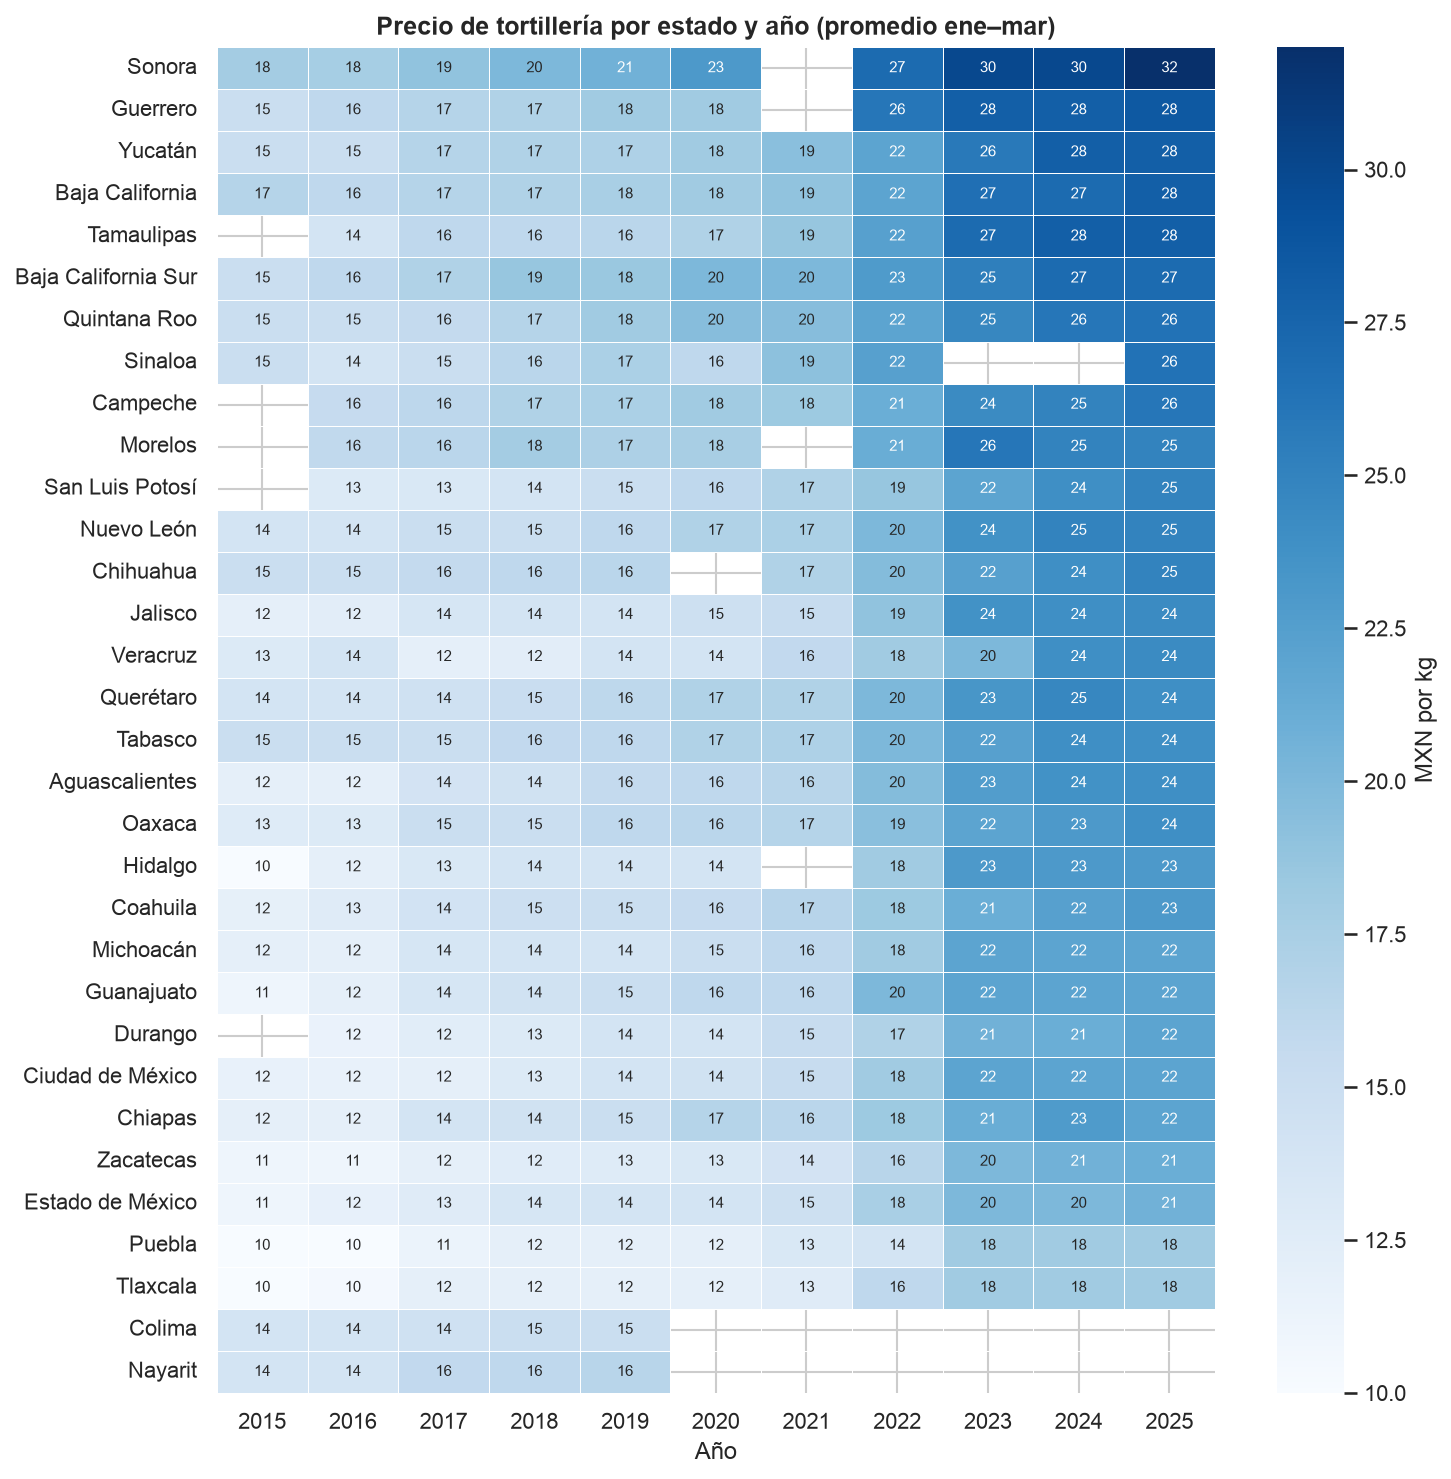 Precio de tortillería por estado y año (promedio ene–mar)
Sonora 18 18 19 20 21 23 27 30 30 32
Guerrero 15 16 17 17 18 18 26 28 28 28
Yucatán 15 15 17 17 17 18 19 22 26 28 28
Baja California 17 16 17 17 18 18 19 22 27 27 28
Tamaulipas 14 16 16 16 17 19 22 27 28 28
Baja California Sur 15 16 17 19 18 20 20 23 25 27 27
Quintana Roo 15 15 16 17 18 20 20 22 25 26 26
Sinaloa 15 14 15 16 17 16 19 22 26
Campeche 16 16 17 17 18 18 21 24 25 26
Morelos 16 16 18 17 18 21 26 25 25
San Luis Potosí 13 13 14 15 16 17 19 22 24 25
Nuevo León 14 14 15 15 16 17 17 20 24 25 25
Chihuahua 15 15 16 16 16 17 20 22 24 25
Jalisco 12 12 14 14 14 15 15 19 24 24 24
Veracruz 13 14 12 12 14 14 16 18 20 24 24
Querétaro 14 14 14 15 16 17 17 20 23 25 24
Tabasco 15 15 15 16 16 17 17 20 22 24 24
Aguascalientes 12 12 14 14 16 16 16 20 23 24 24
Oaxaca 13 13 15 15 16 16 17 19 22 23 24
Hidalgo 10 12 13 14 14 14 18 23 23 23
Coahuila 12 13 14 15 15 16 17 18 21 22 23
Michoacán 12 12 14 14 14 15 16 18 22 22 22
Guanajuato 11 12 14 14 15 16 16 20 22 22 22
Durango 12 12 13 14 14 15 17 21 21 22
Ciudad de México 12 12 12 13 14 14 15 18 22 22 22
Chiapas 12 12 14 14 15 17 16 18 21 23 22
Zacatecas 11 11 12 12 13 13 14 16 20 21 21
Estado de México 11 12 13 14 14 14 15 18 20 20 21
Puebla 10 10 11 12 12 12 13 14 18 18 18
Tlaxcala 10 10 12 12 12 12 13 16 18 18 18
Colima 14 14 14 15 15
Nayarit 14 14 16 16 16
2015 2016 2017 2018 2019 2020 2021 2022 2023 2024 2025
Año
30.0
27.5
25.0
22.5
20.0
17.5
15.0
12.5
10.0
MXN por kg